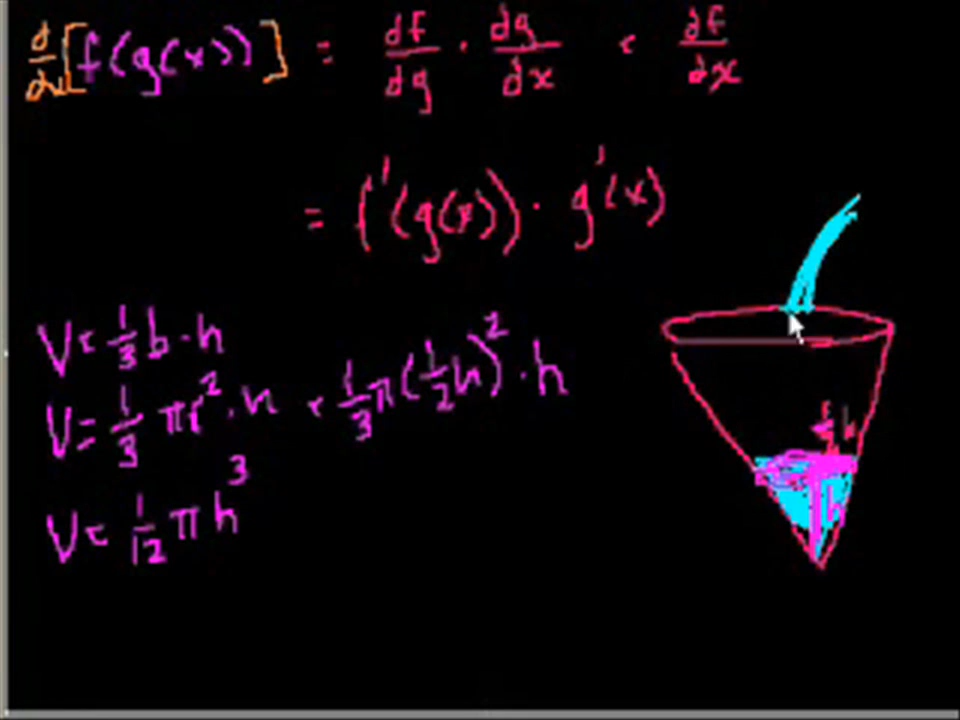 d/dx [f(g(x))] = df/dg · dg/dx = df/dx
= f'(g(x)) · g'(x)
V = 1/3 b · h
V = 1/3 πr² · h = 1/3 π(1/2 h)² · h
V = 1/12 π h³
h